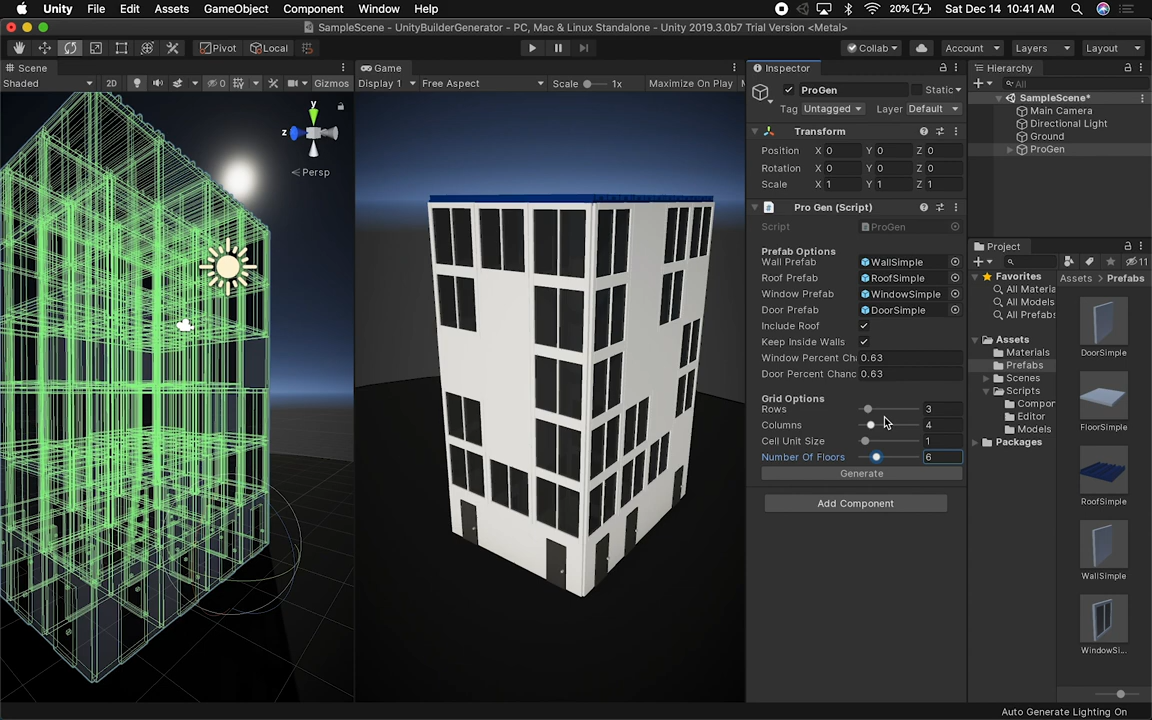 Unity File Edit Assets GameObject Component Window Help 20% Sat Dec 14 10:41 AM
SampleScene - UnityBuilderGenerator - PC, Mac & Linux Standalone - Unity 2019.3.0b7 Trial Version <Metal>
Pivot Local Collab Account Layers Layout
Scene
Shaded 2D 0 Gizmos
y
z
Persp
Game
Display 1 Free Aspect Scale 1x Maximize On Play
Inspector
ProGen Static
Tag Untagged Layer Default
Transform
Position X 0 Y 0 Z 0
Rotation X 0 Y 0 Z 0
Scale X 1 Y 1 Z 1
Pro Gen (Script)
Script ProGen
Prefab Options
Wall Prefab WallSimple
Roof Prefab RoofSimple
Window Prefab WindowSimple
Door Prefab DoorSimple
Include Roof
Keep Inside Walls
Window Percent Cha 0.63
Door Percent Chanc 0.63
Grid Options
Rows 3
Columns 4
Cell Unit Size 1
Number Of Floors 6
Generate
Add Component
Hierarchy
All
SampleScene*
Main Camera
Directional Light
Ground
ProGen
Project
11
Favorites
All Materia
All Models
All Prefabs
Assets
Materials
Prefabs
Scenes
Scripts
Compor
Editor
Models
Packages
Assets > Prefabs
DoorSimple
FloorSimple
RoofSimple
WallSimple
WindowSi...
Auto Generate Lighting On